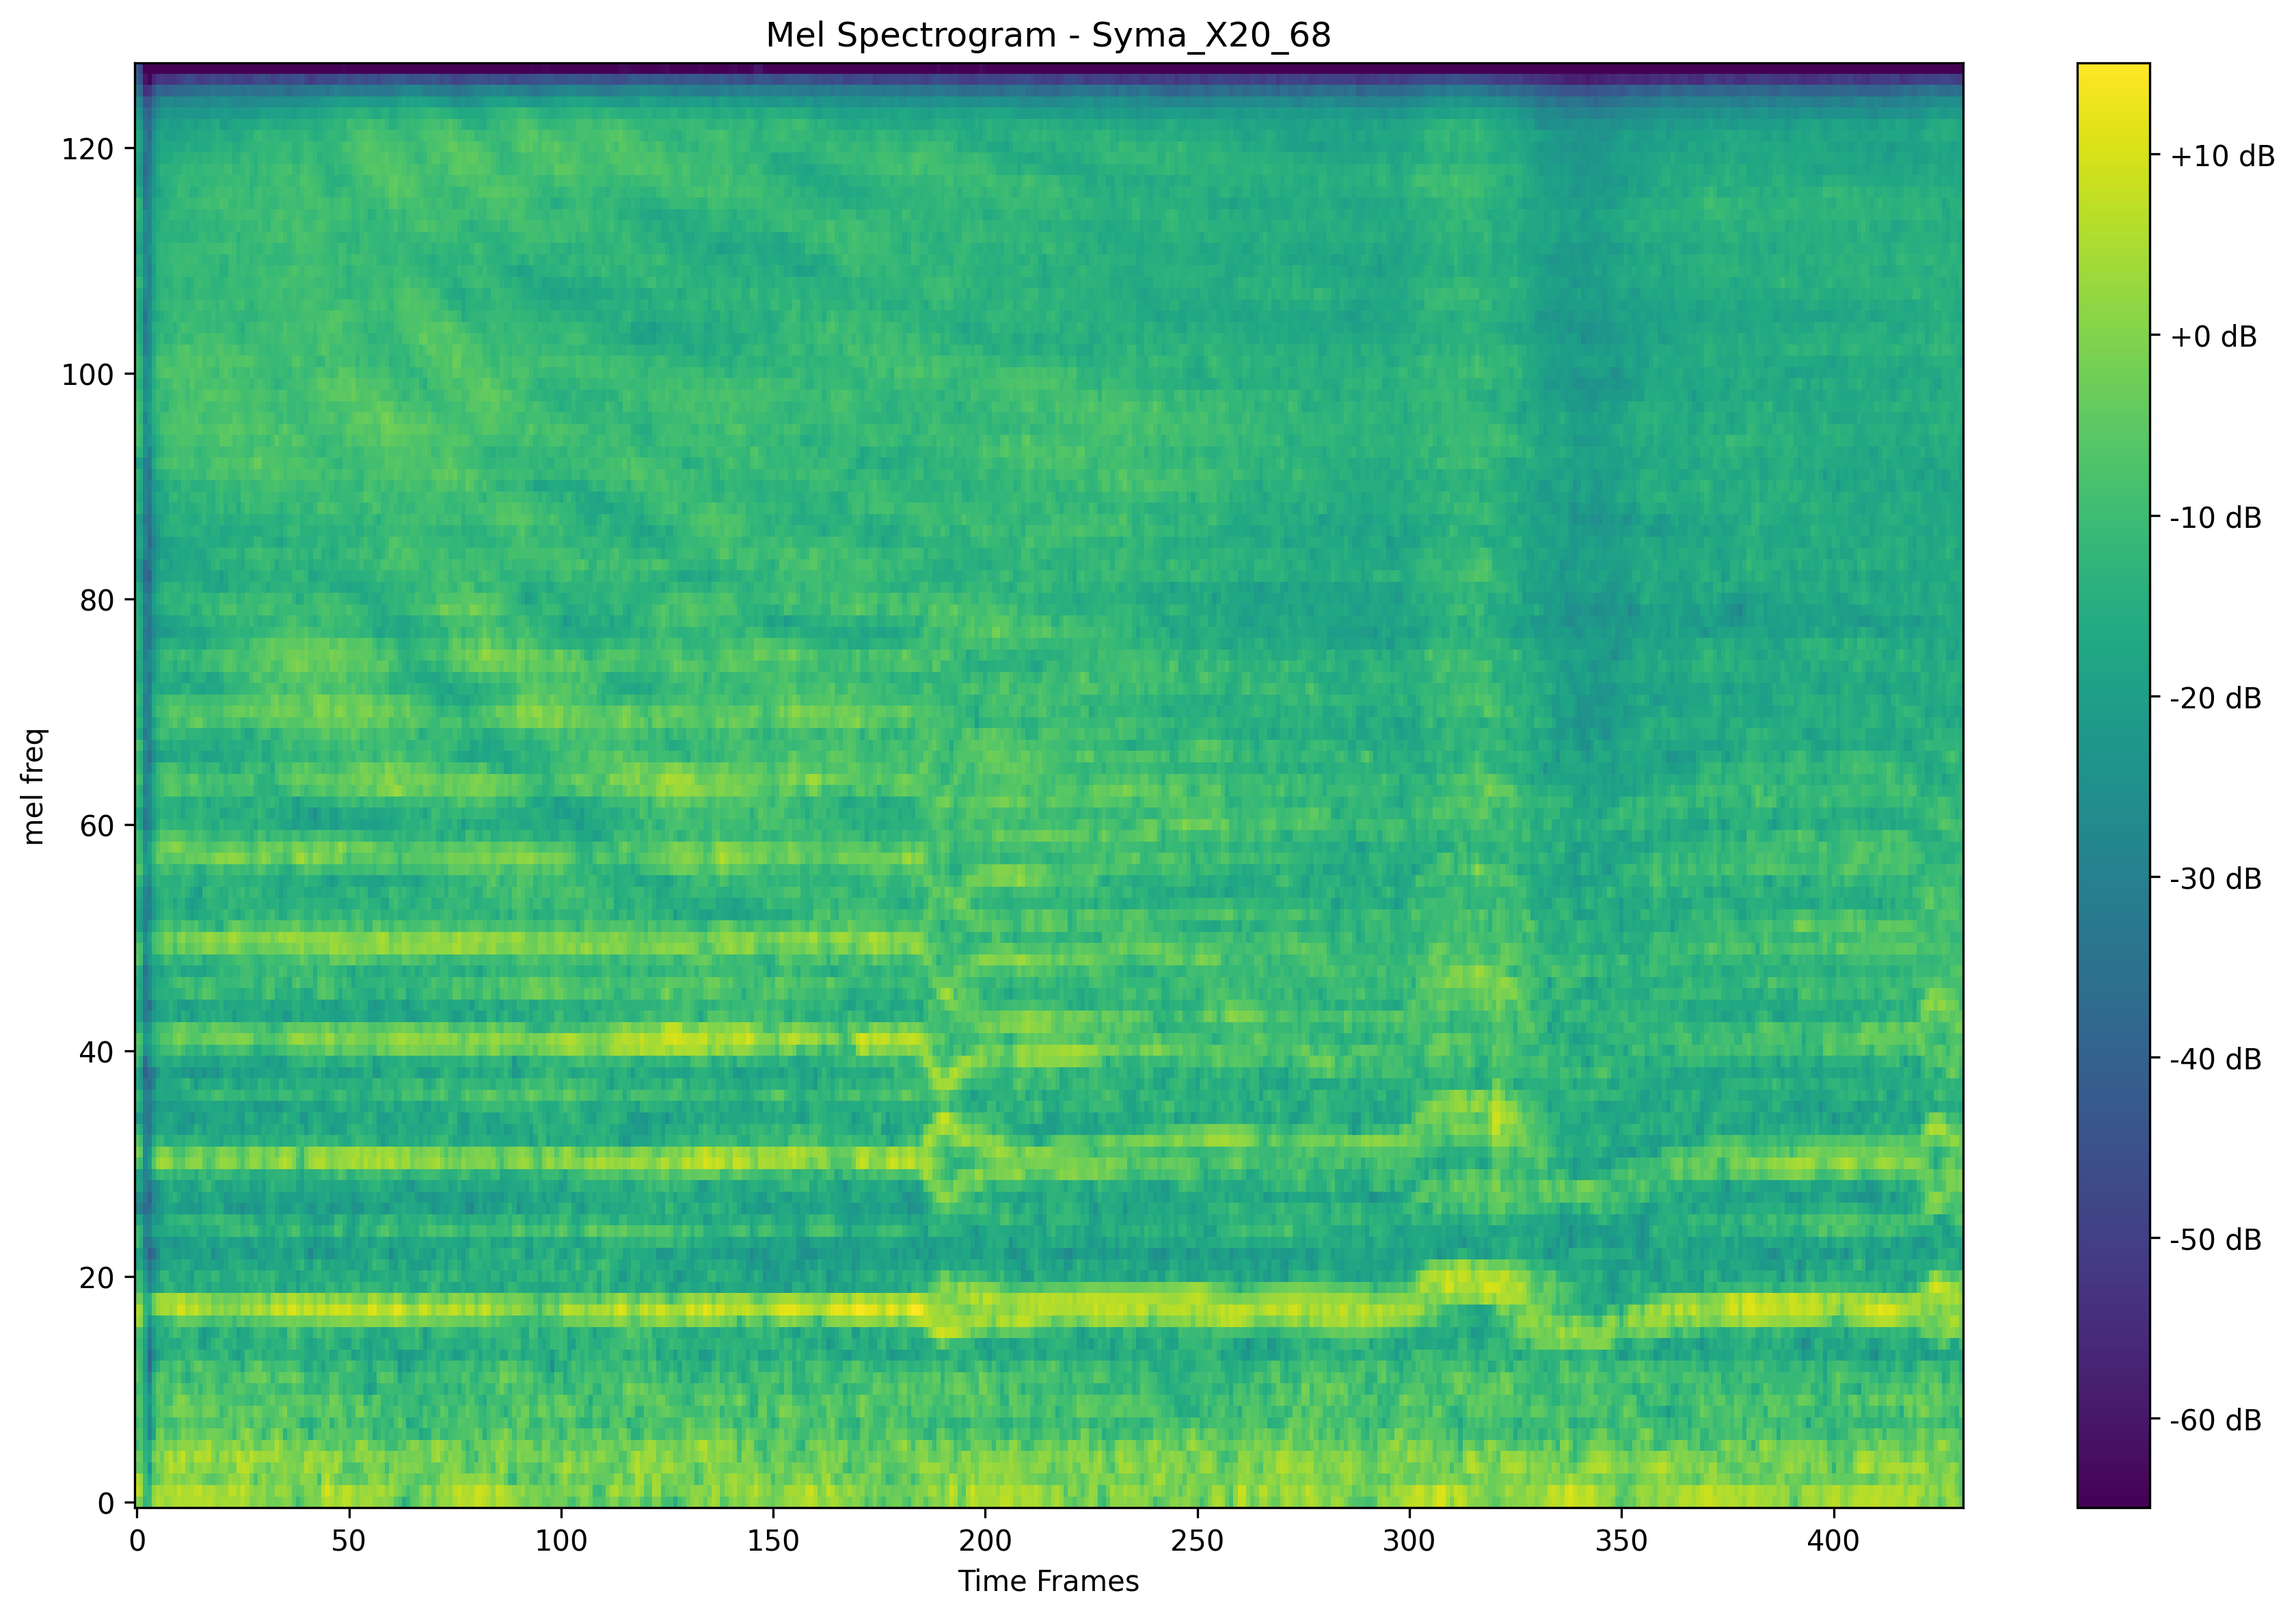 Mel Spectrogram - Syma_X20_68
mel freq
120
100
80
60
40
20
0
0 50 100 150 200 250 300 350 400
Time Frames
+10 dB
+0 dB
-10 dB
-20 dB
-30 dB
-40 dB
-50 dB
-60 dB